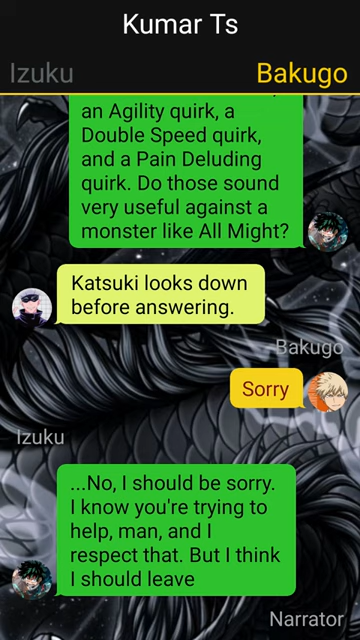 Kumar Ts
Izuku
Bakugo
an Agility quirk, a
Double Speed quirk,
and a Pain Deluding
quirk. Do those sound
very useful against a
monster like All Might?
Katsuki looks down
before answering.
Bakugo
Sorry
Izuku
...No, I should be sorry.
I know you're trying to
help, man, and I
respect that. But I think
I should leave
Narrator